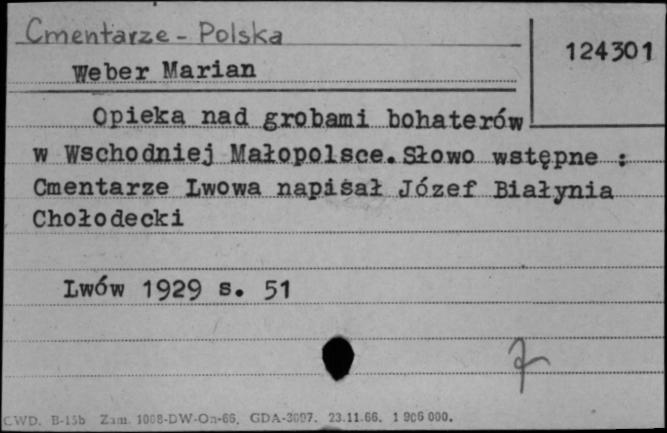 Cmentarze - Polska
124301
Weber Marian
Opieka nad grobami bohaterów
w Wschodniej Małopolsce. Słowo wstępne :
Cmentarze Lwowa napisał Józef Białynia
Chołodecki
Lwów 1929 s. 51
CWD. B-15b Zam. 1008-DW-On-66. GDA-3097. 23.11.66. 1 906 000.